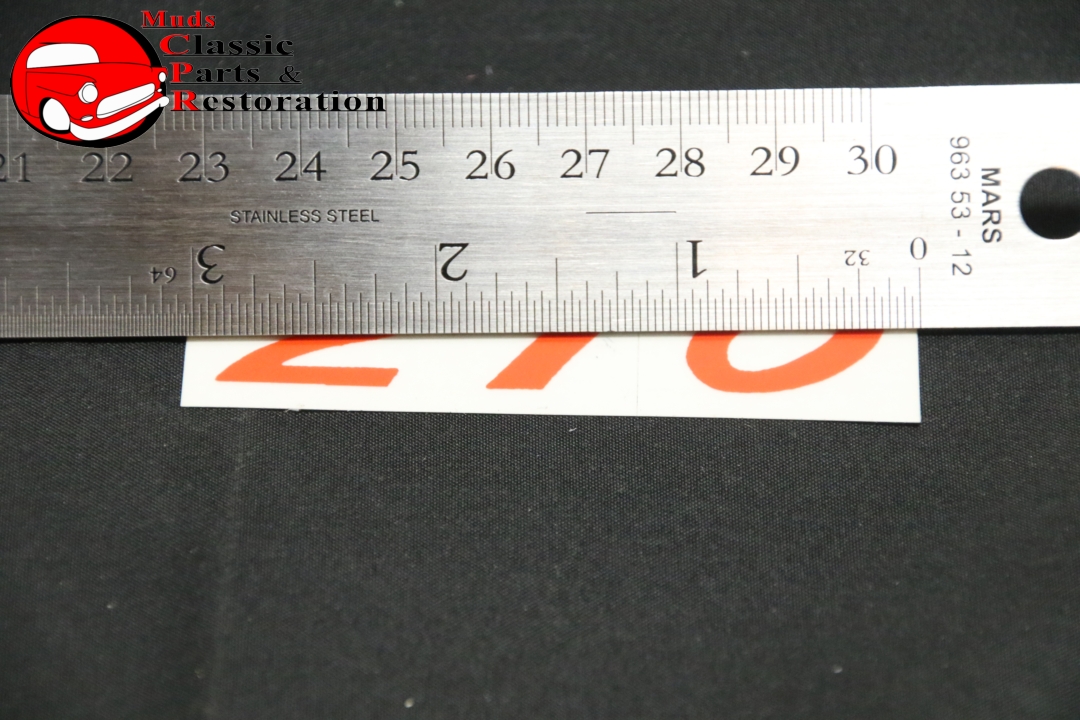 Muds
Classic
Parts &
Restoration
21 22 23 24 25 26 27 28 29 30
963 53 - 12
MARS
STAINLESS STEEL
64 3 2 1 32 0